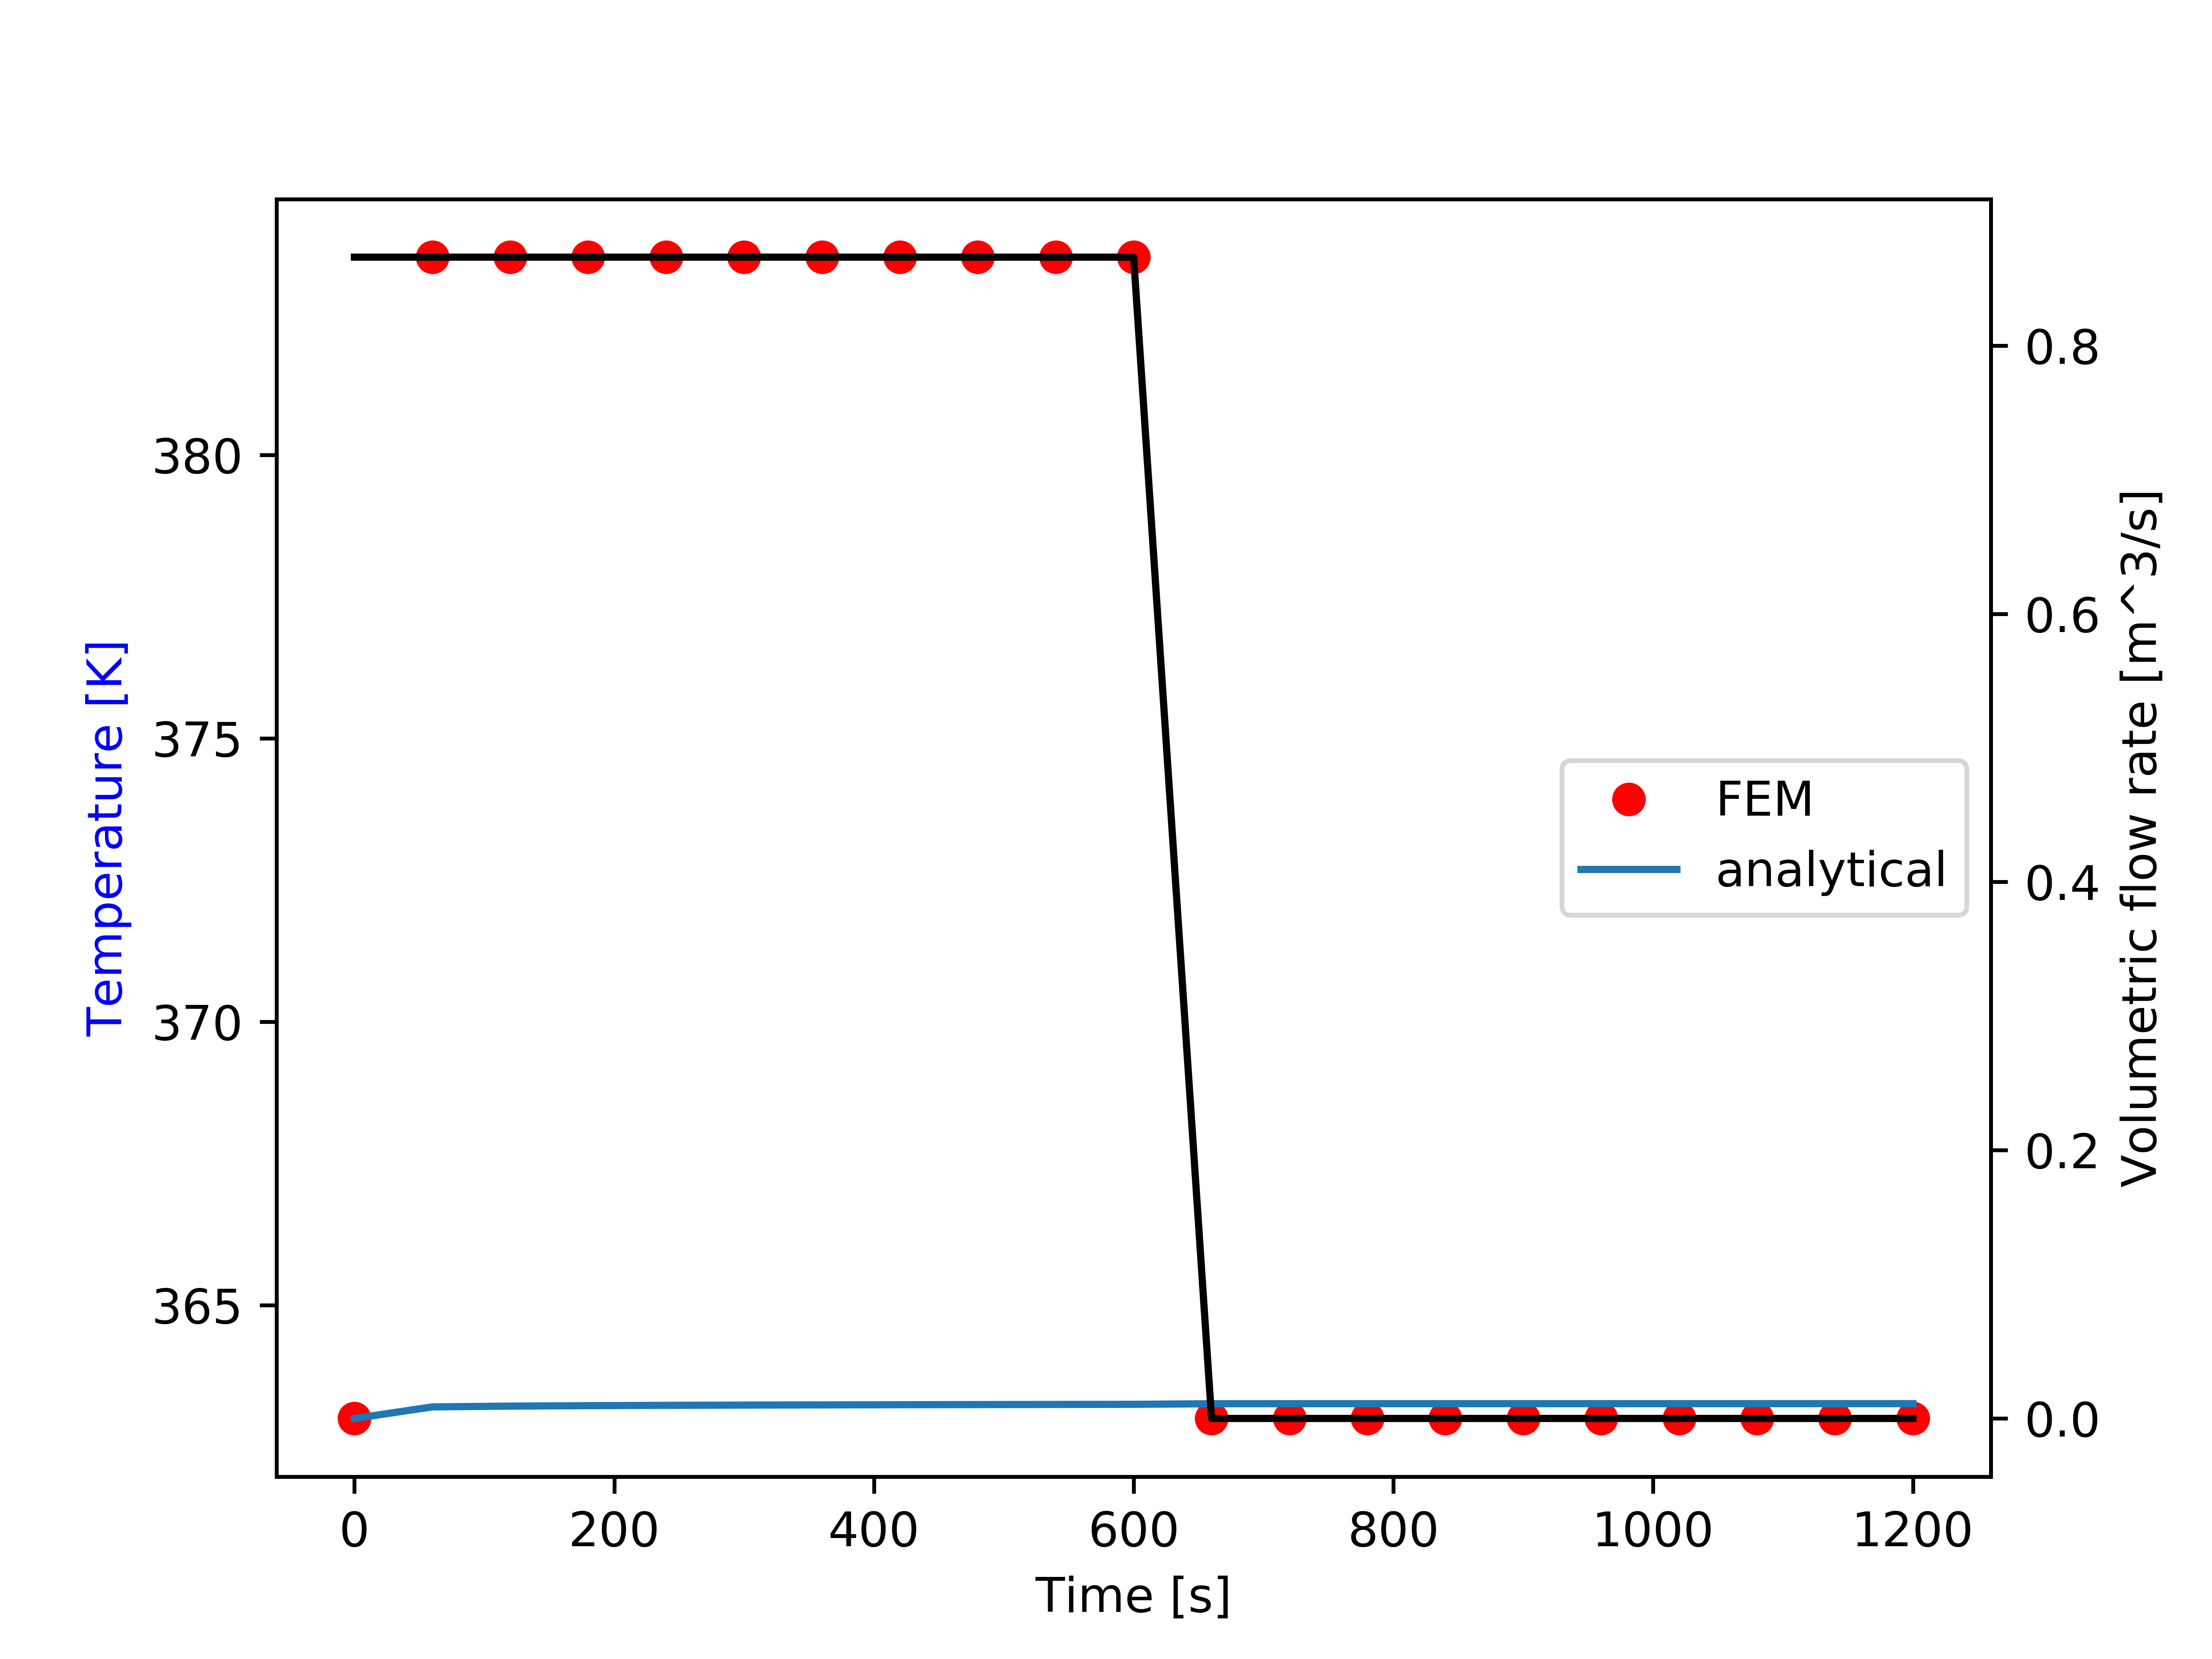 380
375
370
365
Temperature [K]
0.8
0.6
0.4
0.2
0.0
Volumetric flow rate [m^3/s]
FEM
analytical
0 200 400 600 800 1000 1200
Time [s]